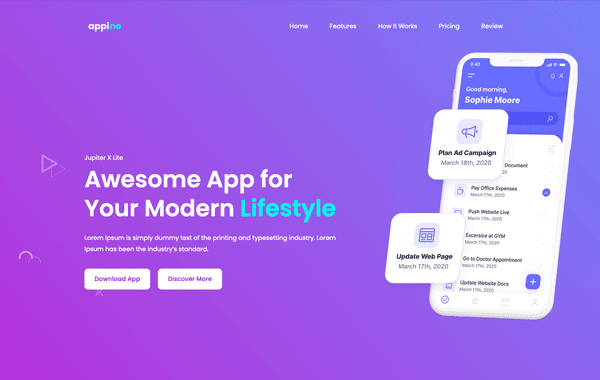 appine
Home Features How It Works Pricing Review
Jupiter X Lite
Awesome App for
Your Modern Lifestyle
Lorem Ipsum is simply dummy text of the printing and typesetting industry. Lorem
Ipsum has been the industry's standard.
Download App Discover More
9:40
Good morning,
Sophie Moore
Plan Ad Campaign
March 18th, 2020
Document
March 17th, 2020
Pay Office Expenses
March 17th, 2020
Push Website Live
March 17th, 2020
Excersice at GYM
March 17th, 2020
Go to Doctor Appointment
March 17th, 2020
Update Web Page
March 17th, 2020
Update Website Docs
March 17th, 2020